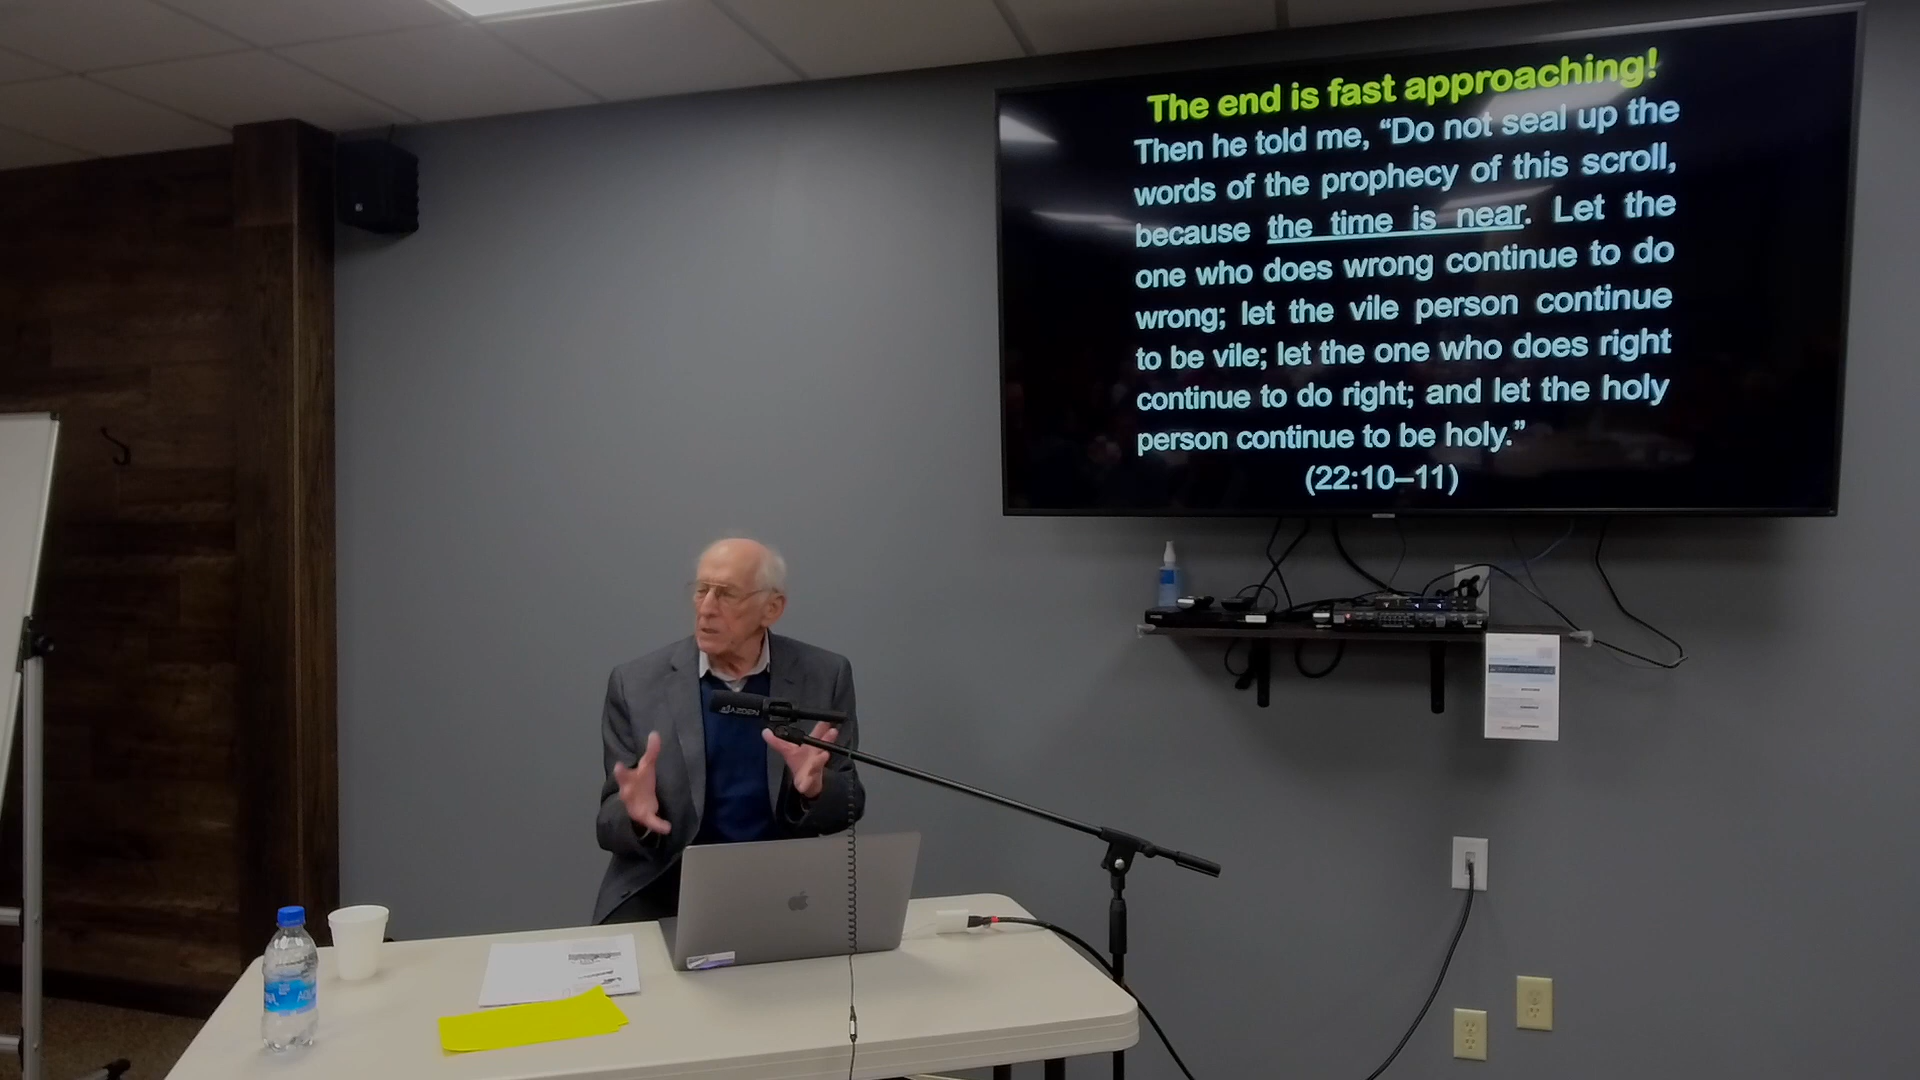 The end is fast approaching!
Then he told me, “Do not seal up the
words of the prophecy of this scroll,
because the time is near. Let the
one who does wrong continue to do
wrong; let the vile person continue
to be vile; let the one who does right
continue to do right; and let the holy
person continue to be holy.”
(22:10–11)
AZDEN